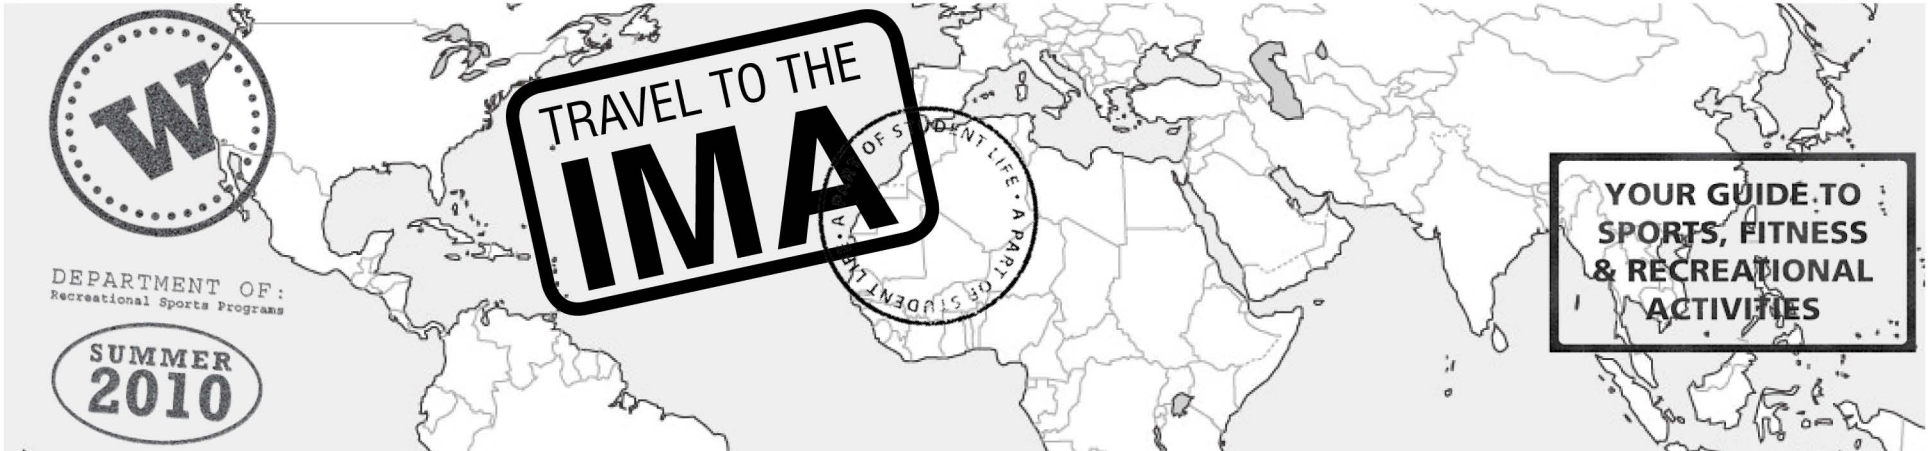 W
DEPARTMENT OF:
Recreational Sports Programs
SUMMER
2010
TRAVEL TO THE
IMA
OF STUDENT LIFE • A PART OF STUDENT LIFE • A
YOUR GUIDE TO
SPORTS, FITNESS
& RECREATIONAL
ACTIVITIES